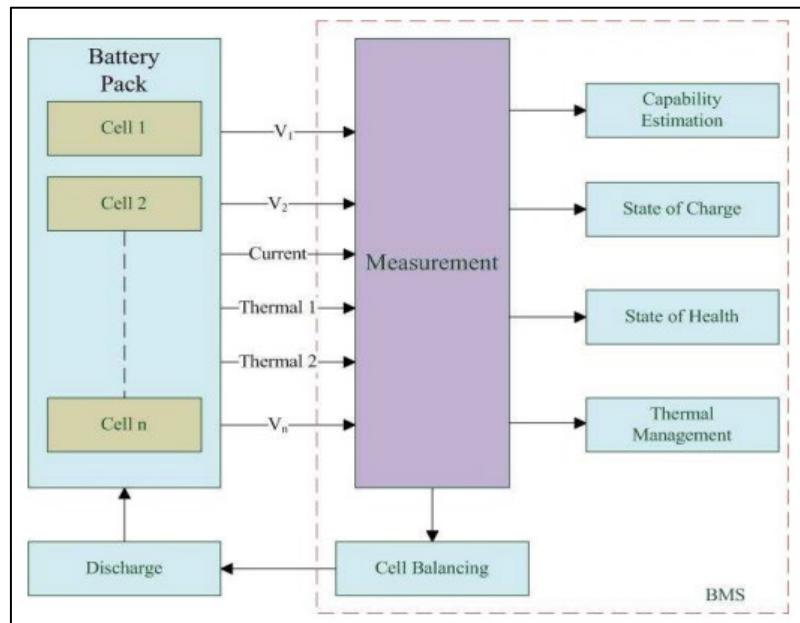 Battery
Pack
Cell 1
Cell 2
Cell n
V₁
V₂
Current
Thermal 1
Thermal 2
Vₙ
Measurement
Capability
Estimation
State of Charge
State of Health
Thermal
Management
Discharge
Cell Balancing
BMS